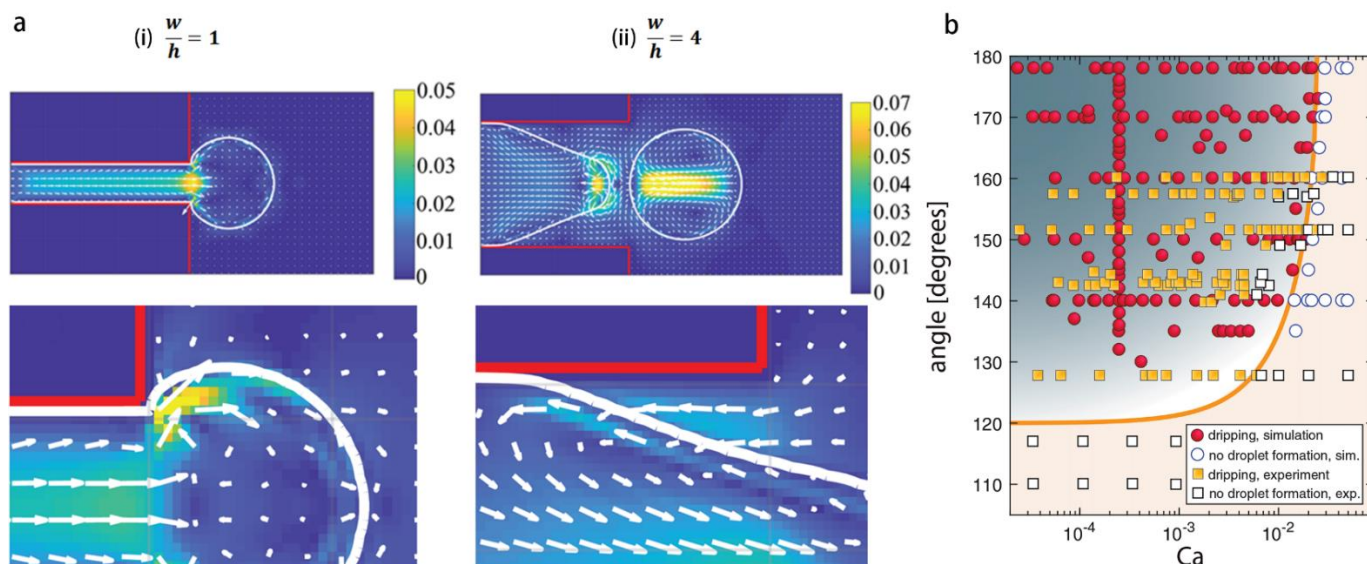 a
(i) w/h = 1
(ii) w/h = 4
0.05
0.04
0.03
0.02
0.01
0
0.07
0.06
0.05
0.04
0.03
0.02
0.01
0
b
180
170
160
150
140
130
120
110
angle [degrees]
dripping, simulation
no droplet formation, sim.
dripping, experiment
no droplet formation, exp.
10⁻⁴
10⁻³
10⁻²
Ca